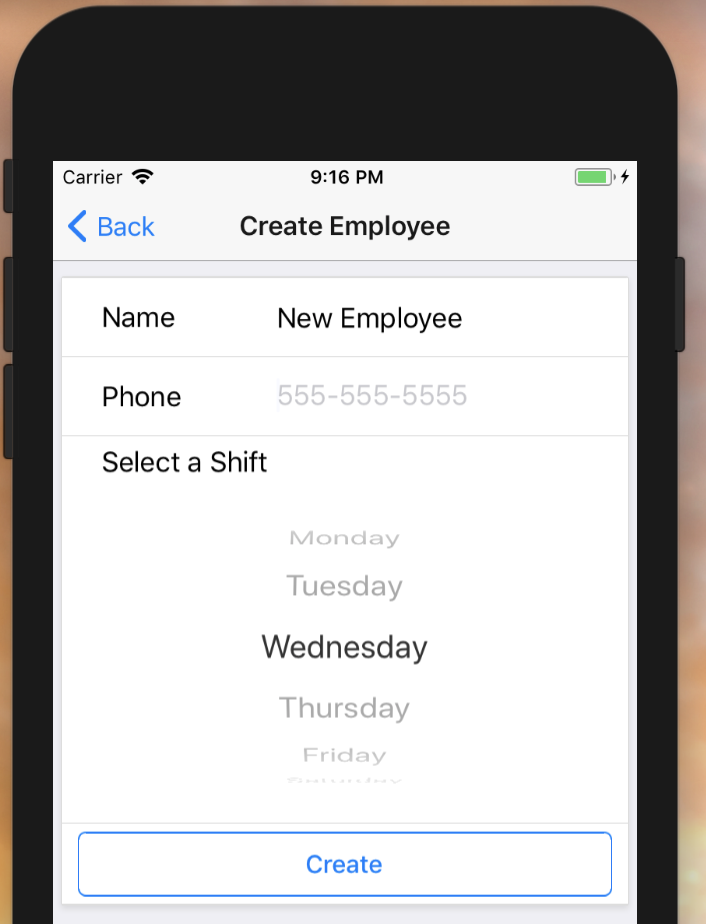 Carrier 9:16 PM
Back Create Employee
Name New Employee
Phone 555-555-5555
Select a Shift
Monday
Tuesday
Wednesday
Thursday
Friday
Saturday
Create